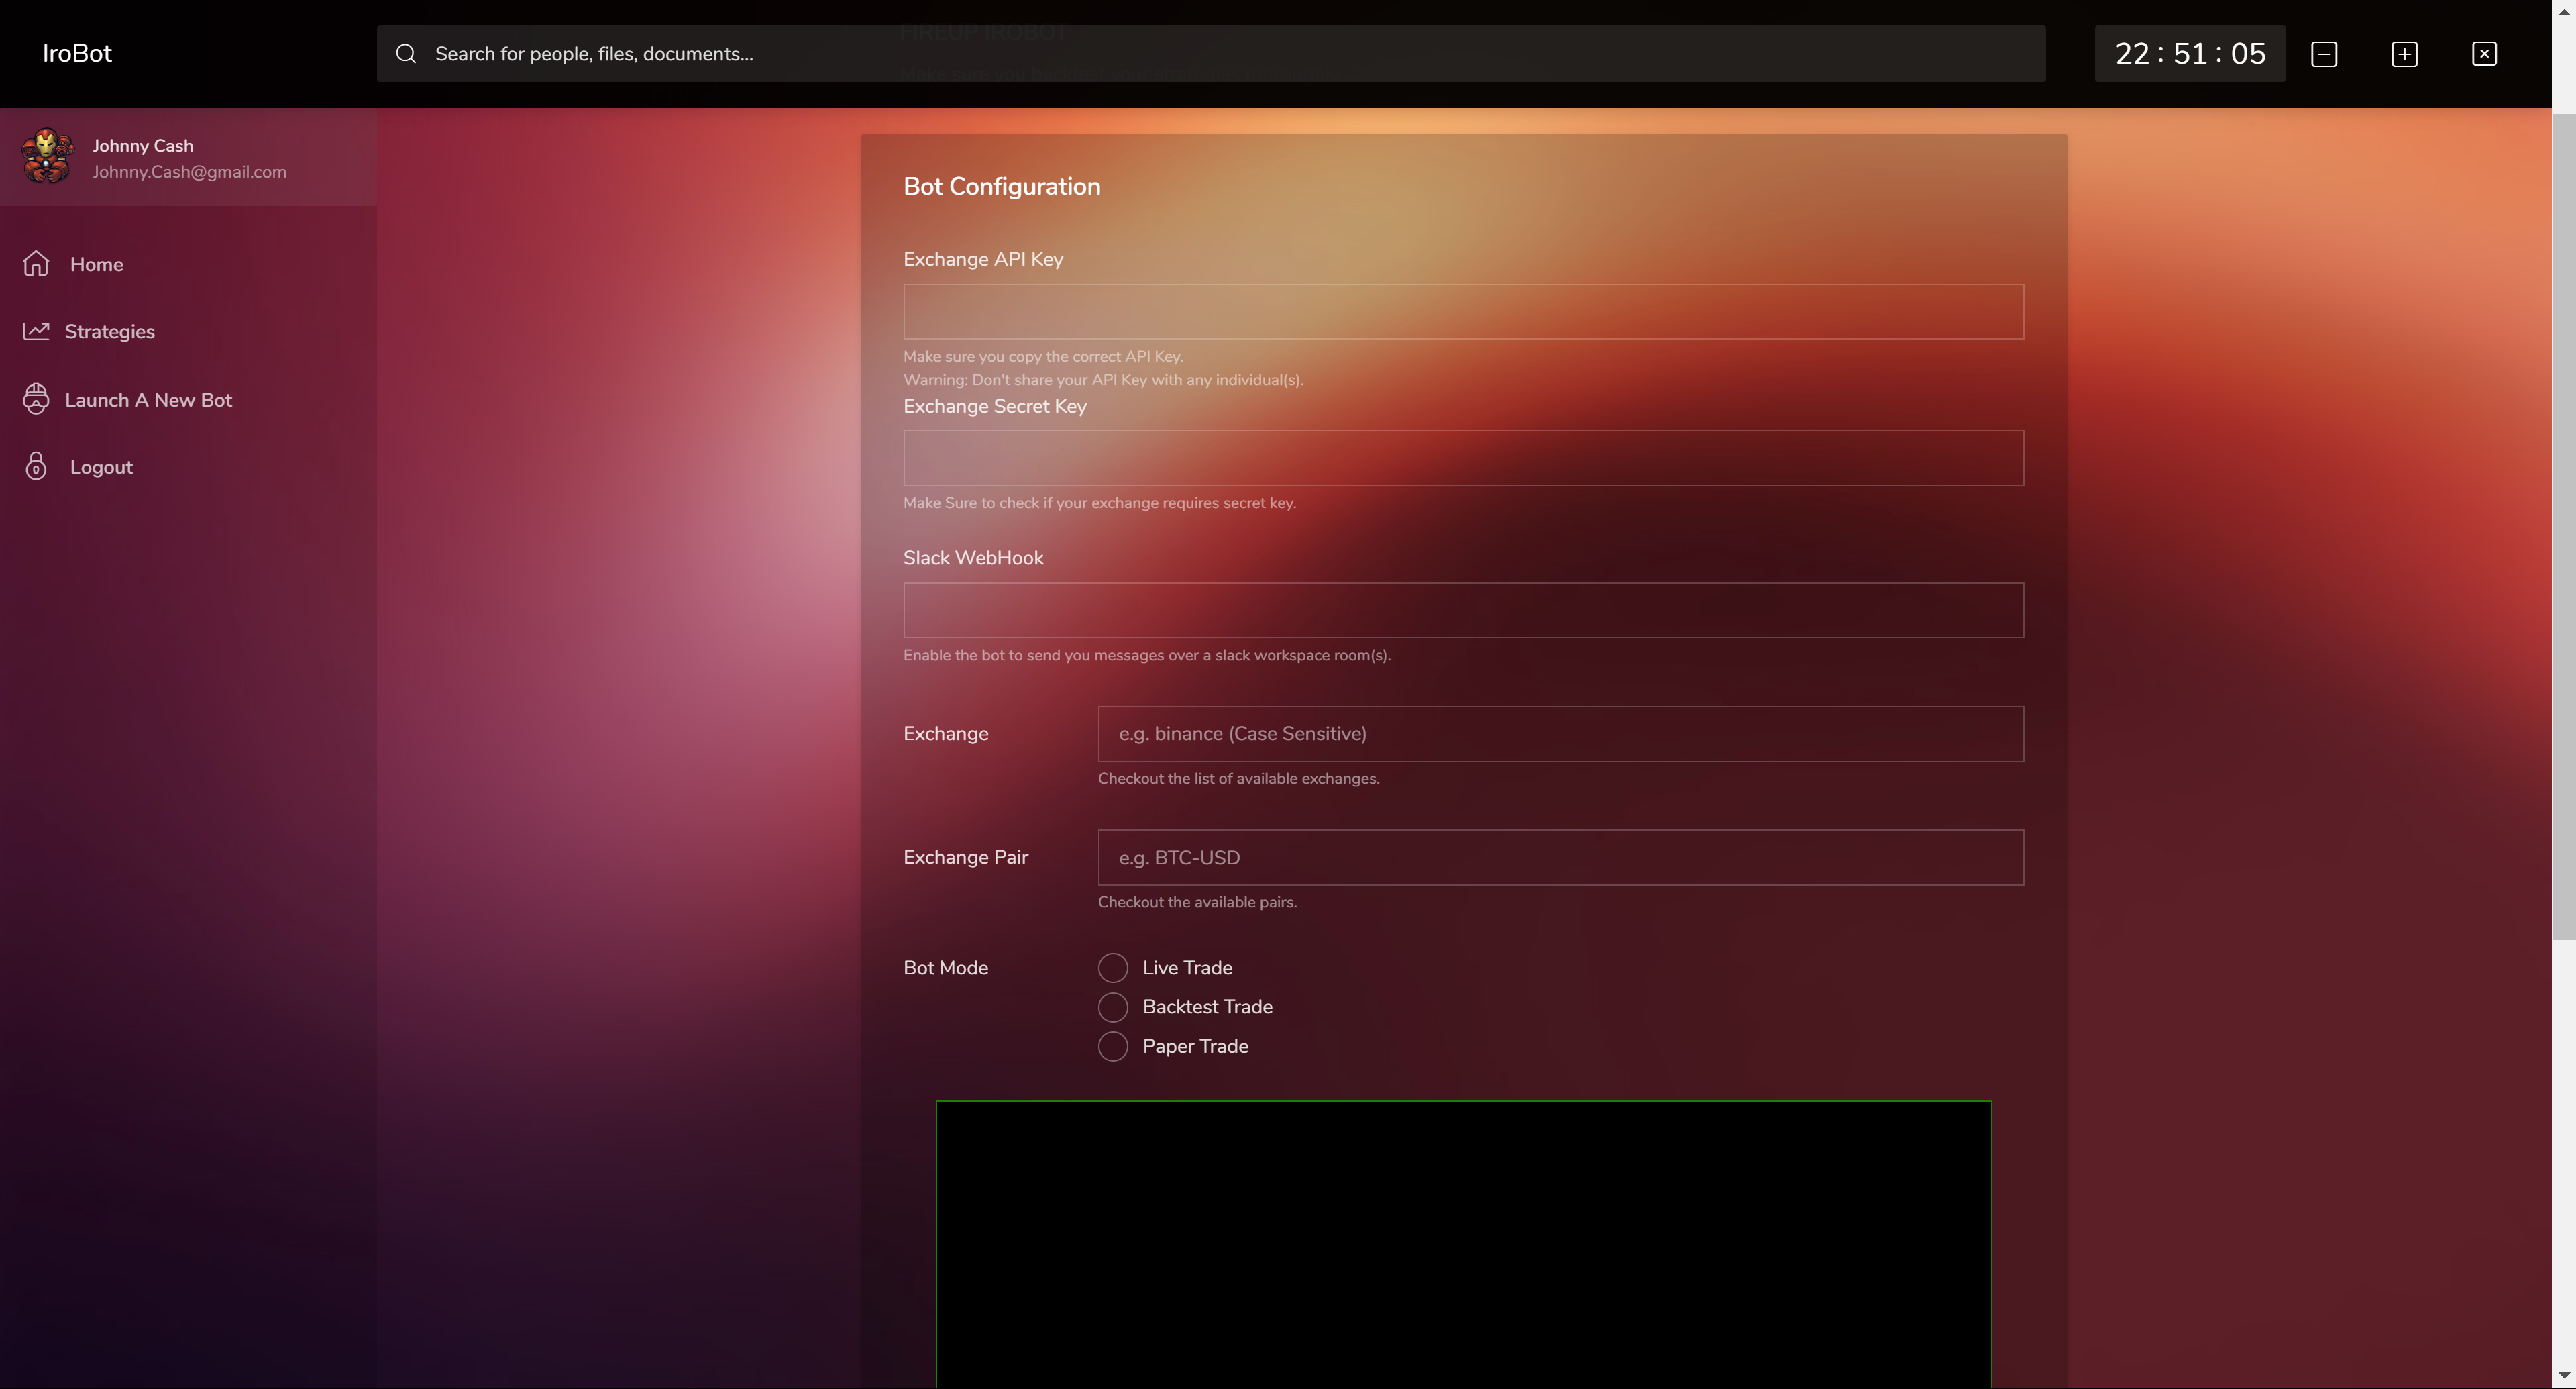 IroBot
FIREUP IROBOT
Search for people, files, documents...
22 : 51 : 05
Johnny Cash
Johnny.Cash@gmail.com
Home
Strategies
Launch A New Bot
Logout
Bot Configuration
Exchange API Key
Make sure you copy the correct API Key.
Warning: Don't share your API Key with any individual(s).
Exchange Secret Key
Make Sure to check if your exchange requires secret key.
Slack WebHook
Enable the bot to send you messages over a slack workspace room(s).
Exchange
e.g. binance (Case Sensitive)
Checkout the list of available exchanges.
Exchange Pair
e.g. BTC-USD
Checkout the available pairs.
Bot Mode
Live Trade
Backtest Trade
Paper Trade